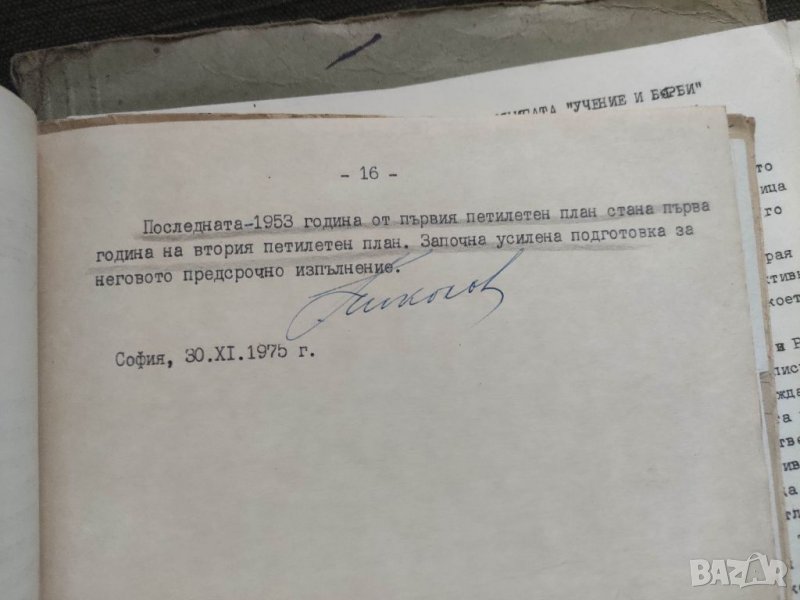 "УЧЕНИЕ И БОРБИ"
- 16 -
Последната-1953 година от първия петилетен план стана първа
година на втория петилетен план. Започна усилена подготовка за
неговото предсрочно изпълнение.
София, 30.XI.1975 г.
BAZAR